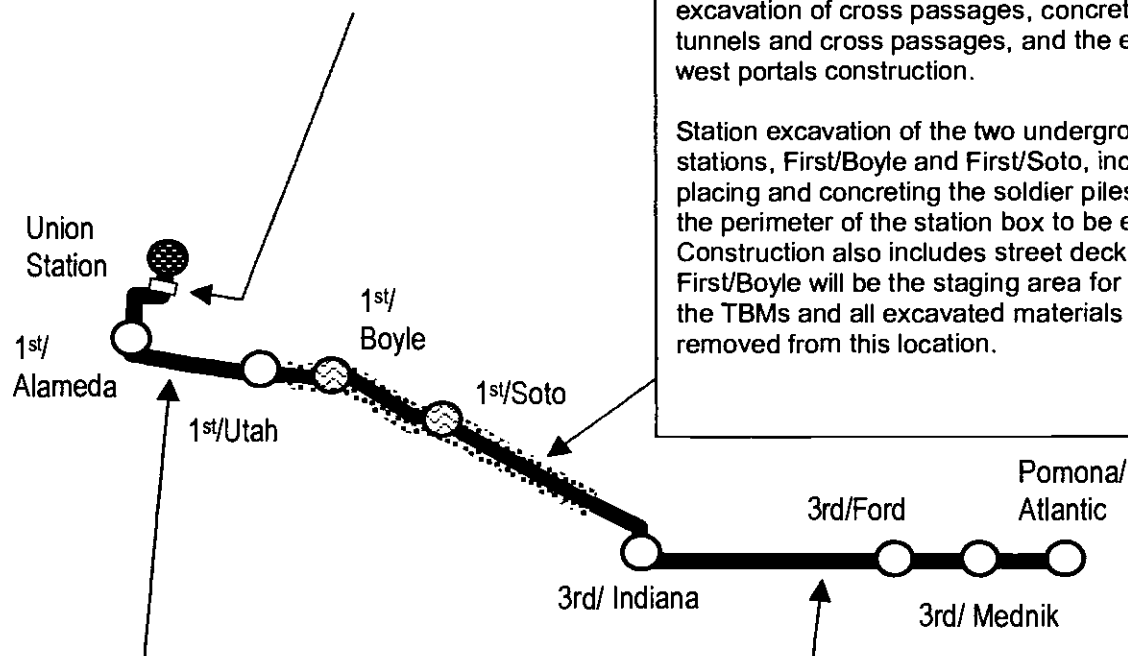 excavation of cross passages, concret
tunnels and cross passages, and the e
west portals construction.
Station excavation of the two undergro
stations, First/Boyle and First/Soto, inc
placing and concreting the soldier piles
the perimeter of the station box to be e
Construction also includes street deck
First/Boyle will be the staging area for
the TBMs and all excavated materials
removed from this location.
Union
Station
1st/
Boyle
1st/
Alameda
1st/Soto
1st/Utah
Pomona/
Atlantic
3rd/Ford
3rd/ Indiana
3rd/ Mednik